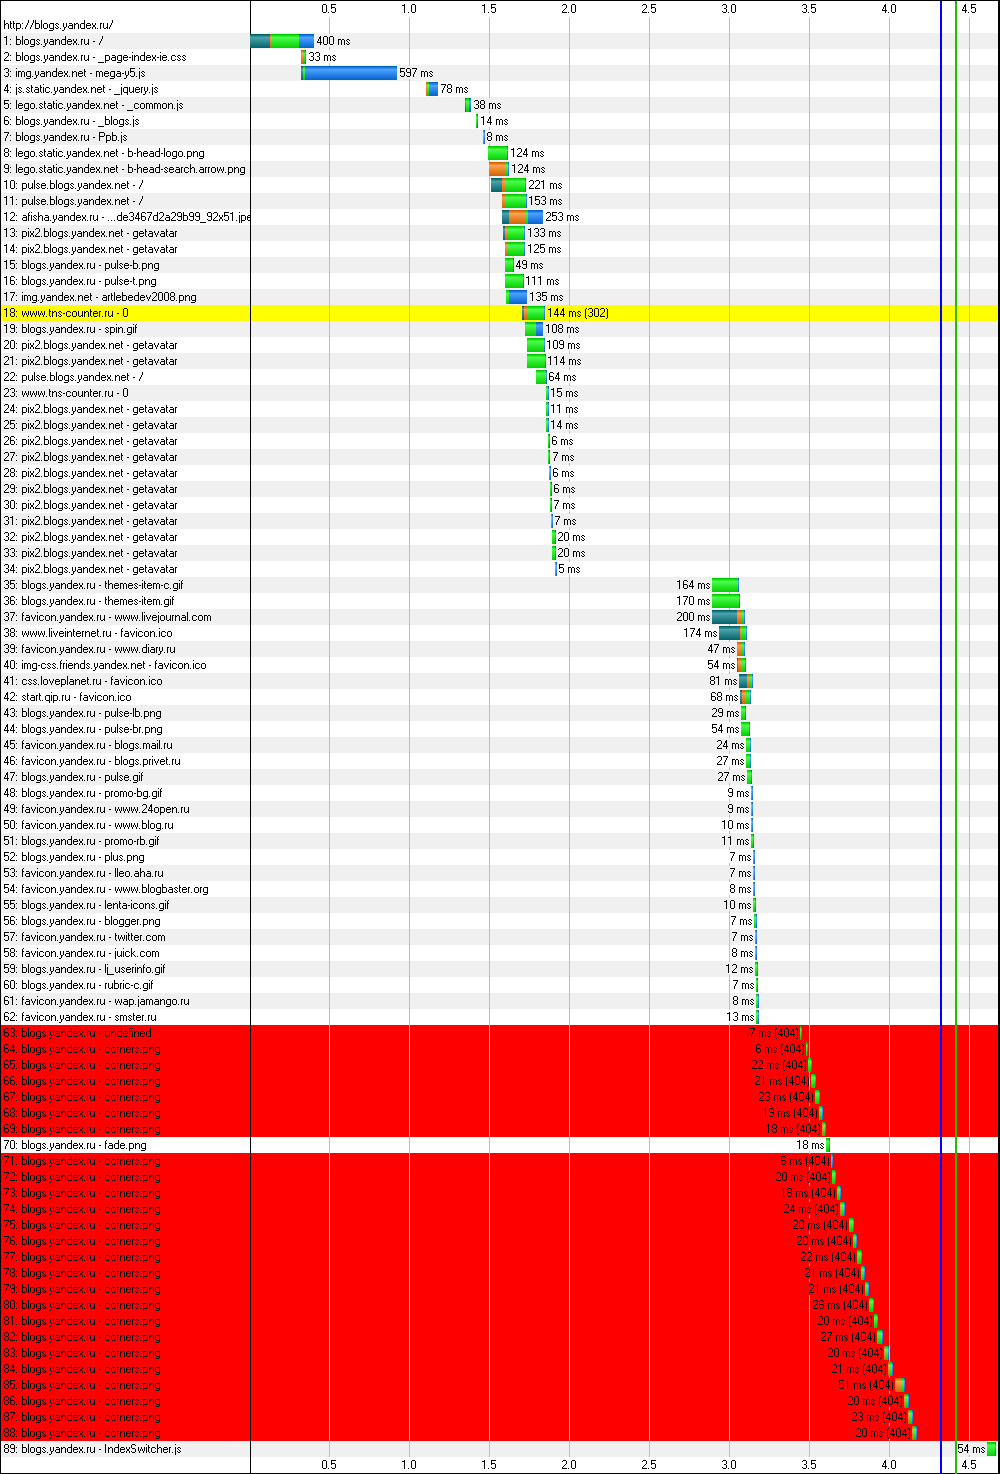 0.5 1.0 1.5 2.0 2.5 3.0 3.5 4.0 4.5
http://blogs.yandex.ru/
1: blogs.yandex.ru - / 400 ms
2: blogs.yandex.ru - _page-index-ie.css 33 ms
3: img.yandex.net - mega-y5.js 597 ms
4: js.static.yandex.net - _jquery.js 78 ms
5: lego.static.yandex.net - _common.js 38 ms
6: blogs.yandex.ru - _blogs.js 14 ms
7: blogs.yandex.ru - Ppb.js 8 ms
8: lego.static.yandex.net - b-head-logo.png 124 ms
9: lego.static.yandex.net - b-head-search.arrow.png 124 ms
10: pulse.blogs.yandex.net - / 221 ms
11: pulse.blogs.yandex.net - / 153 ms
12: afisha.yandex.ru - ...de3467d2a29b99_92x51.jpe 253 ms
13: pix2.blogs.yandex.net - getavatar 133 ms
14: pix2.blogs.yandex.net - getavatar 125 ms
15: blogs.yandex.ru - pulse-b.png 49 ms
16: blogs.yandex.ru - pulse-t.png 111 ms
17: img.yandex.net - artlebedev2008.png 135 ms
18: www.tns-counter.ru - 0 144 ms (302)
19: blogs.yandex.ru - spin.gif 108 ms
20: pix2.blogs.yandex.net - getavatar 109 ms
21: pix2.blogs.yandex.net - getavatar 114 ms
22: pulse.blogs.yandex.net - / 64 ms
23: www.tns-counter.ru - 0 15 ms
24: pix2.blogs.yandex.net - getavatar 11 ms
25: pix2.blogs.yandex.net - getavatar 14 ms
26: pix2.blogs.yandex.net - getavatar 6 ms
27: pix2.blogs.yandex.net - getavatar 7 ms
28: pix2.blogs.yandex.net - getavatar 6 ms
29: pix2.blogs.yandex.net - getavatar 6 ms
30: pix2.blogs.yandex.net - getavatar 7 ms
31: pix2.blogs.yandex.net - getavatar 7 ms
32: pix2.blogs.yandex.net - getavatar 20 ms
33: pix2.blogs.yandex.net - getavatar 20 ms
34: pix2.blogs.yandex.net - getavatar 5 ms
35: blogs.yandex.ru - themes-item-c.gif 164 ms
36: blogs.yandex.ru - themes-item.gif 170 ms
37: favicon.yandex.ru - www.livejournal.com 200 ms
38: www.liveinternet.ru - favicon.ico 174 ms
39: favicon.yandex.ru - www.diary.ru 47 ms
40: img-css.friends.yandex.net - favicon.ico 54 ms
41: css.loveplanet.ru - favicon.ico 81 ms
42: start.qip.ru - favicon.ico 68 ms
43: blogs.yandex.ru - pulse-lb.png 29 ms
44: blogs.yandex.ru - pulse-br.png 54 ms
45: favicon.yandex.ru - blogs.mail.ru 24 ms
46: favicon.yandex.ru - blogs.privet.ru 27 ms
47: blogs.yandex.ru - pulse.gif 27 ms
48: blogs.yandex.ru - promo-bg.gif 9 ms
49: favicon.yandex.ru - www.24open.ru 9 ms
50: favicon.yandex.ru - www.blog.ru 10 ms
51: blogs.yandex.ru - promo-rb.gif 11 ms
52: blogs.yandex.ru - plus.png 7 ms
53: favicon.yandex.ru - lleo.aha.ru 7 ms
54: favicon.yandex.ru - www.blogbaster.org 8 ms
55: blogs.yandex.ru - lenta-icons.gif 10 ms
56: blogs.yandex.ru - blogger.png 7 ms
57: favicon.yandex.ru - twitter.com 7 ms
58: favicon.yandex.ru - juick.com 8 ms
59: blogs.yandex.ru - lj_userinfo.gif 12 ms
60: blogs.yandex.ru - rubric-c.gif 7 ms
61: favicon.yandex.ru - wap.jamango.ru 8 ms
62: favicon.yandex.ru - smster.ru 13 ms
63: blogs.yandex.ru - undefined 7 ms (404)
64: blogs.yandex.ru - corners.png 6 ms (404)
65: blogs.yandex.ru - corners.png 22 ms (404)
66: blogs.yandex.ru - corners.png 21 ms (404)
67: blogs.yandex.ru - corners.png 23 ms (404)
68: blogs.yandex.ru - corners.png 19 ms (404)
69: blogs.yandex.ru - corners.png 18 ms (404)
70: blogs.yandex.ru - fade.png 18 ms
71: blogs.yandex.ru - corners.png 6 ms (404)
72: blogs.yandex.ru - corners.png 20 ms (404)
73: blogs.yandex.ru - corners.png 18 ms (404)
74: blogs.yandex.ru - corners.png 24 ms (404)
75: blogs.yandex.ru - corners.png 20 ms (404)
76: blogs.yandex.ru - corners.png 20 ms (404)
77: blogs.yandex.ru - corners.png 22 ms (404)
78: blogs.yandex.ru - corners.png 21 ms (404)
79: blogs.yandex.ru - corners.png 21 ms (404)
80: blogs.yandex.ru - corners.png 26 ms (404)
81: blogs.yandex.ru - corners.png 20 ms (404)
82: blogs.yandex.ru - corners.png 27 ms (404)
83: blogs.yandex.ru - corners.png 20 ms (404)
84: blogs.yandex.ru - corners.png 21 ms (404)
85: blogs.yandex.ru - corners.png 51 ms (404)
86: blogs.yandex.ru - corners.png 20 ms (404)
87: blogs.yandex.ru - corners.png 23 ms (404)
88: blogs.yandex.ru - corners.png 20 ms (404)
89: blogs.yandex.ru - IndexSwitcher.js 54 ms
0.5 1.0 1.5 2.0 2.5 3.0 3.5 4.0 4.5